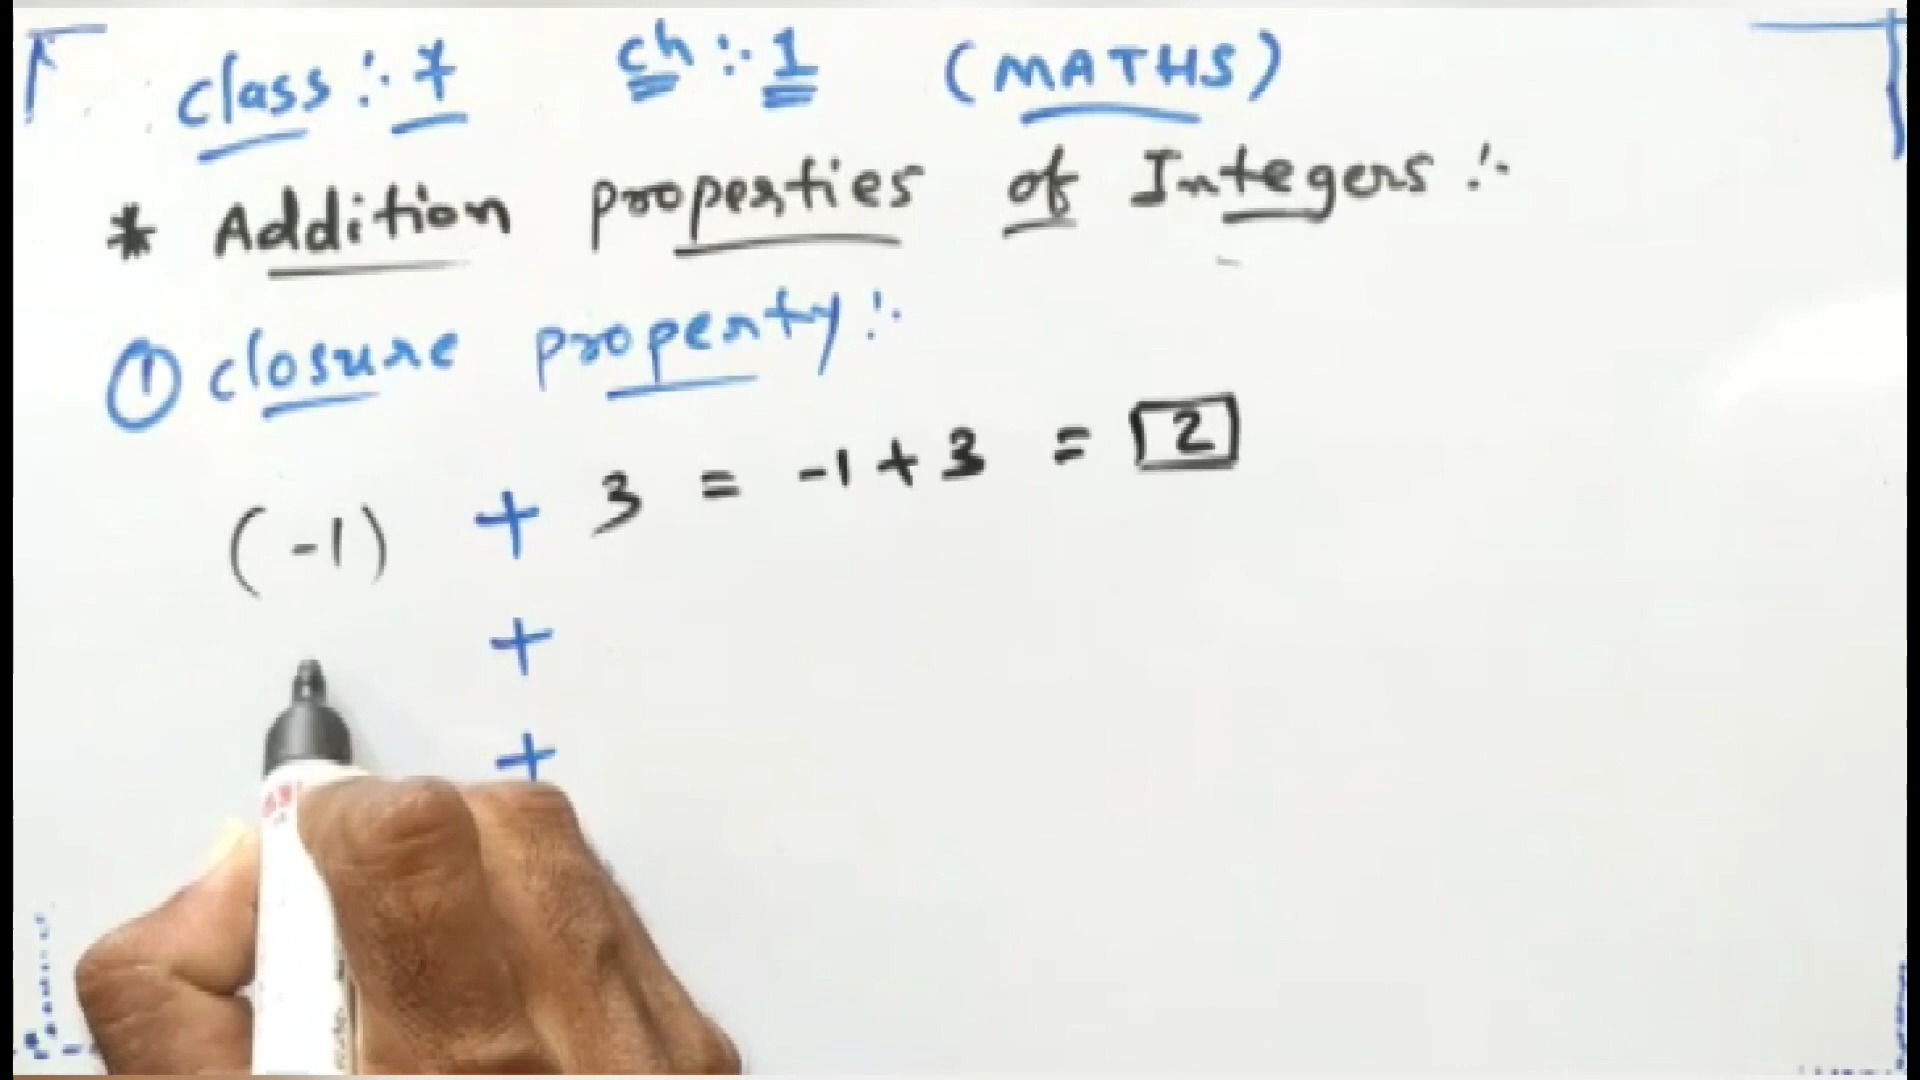 class :- 7 ch :- 1 (MATHS)
* Addition properties of Integers :-
① closure property :-
(-1) + 3 = -1 + 3 = 2
+
+